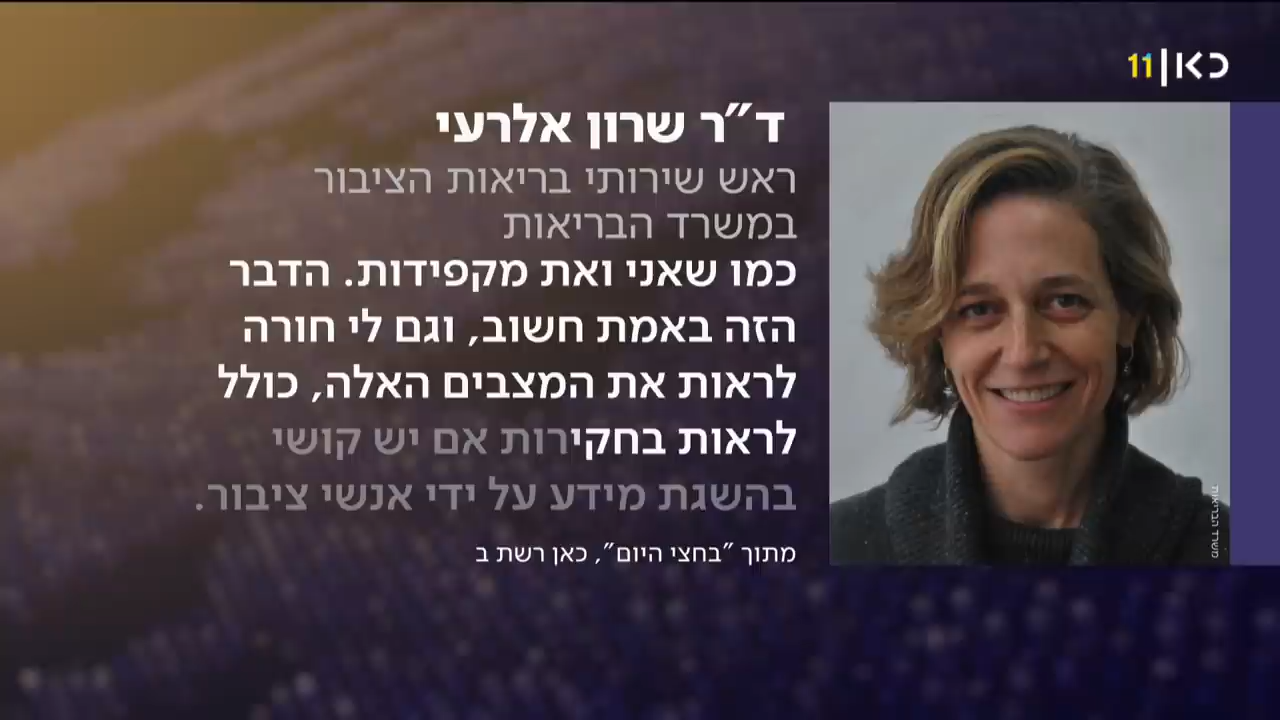 כאן 11
ד"ר שרון אלרעי
ראש שירותי בריאות הציבור
במשרד הבריאות
כמו שאני ואת מקפידות. הדבר
הזה באמת חשוב, וגם לי חורה
לראות את המצבים האלה, כולל
לראות בחקירות אם יש קושי
בהשגת מידע על ידי אנשי ציבור.
מתוך "בחצי היום", כאן רשת ב
משרד הבריאות